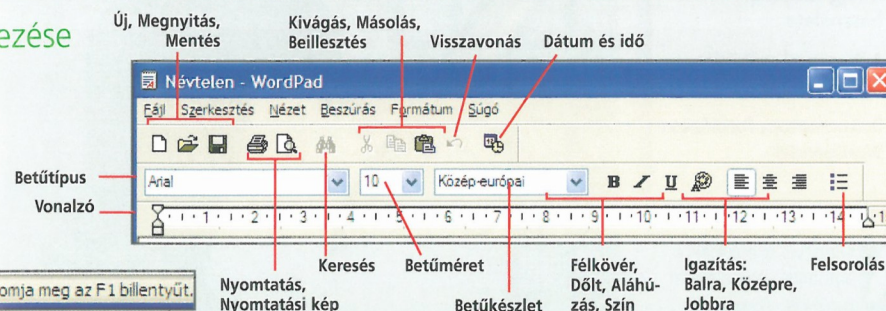 ezése
Új, Megnyitás,
Mentés
Kivágás, Másolás,
Beillesztés
Visszavonás
Dátum és idő
Névtelen - WordPad
Fájl Szerkesztés Nézet Beszúrás Formátum Súgó
Betűtípus
Arial
10
Közép-európai
B
U
Vonalzó
1 2 3 4 5 6 7 8 9 10 11 12 13 14 1
omja meg az F1 billentyűt.
Nyomtatás,
Nyomtatási kép
Keresés
Betűméret
Betűkészlet
Félkövér,
Dőlt, Aláhú-
zás, Szín
Igazítás:
Balra, Középre,
Jobbra
Felsorolás